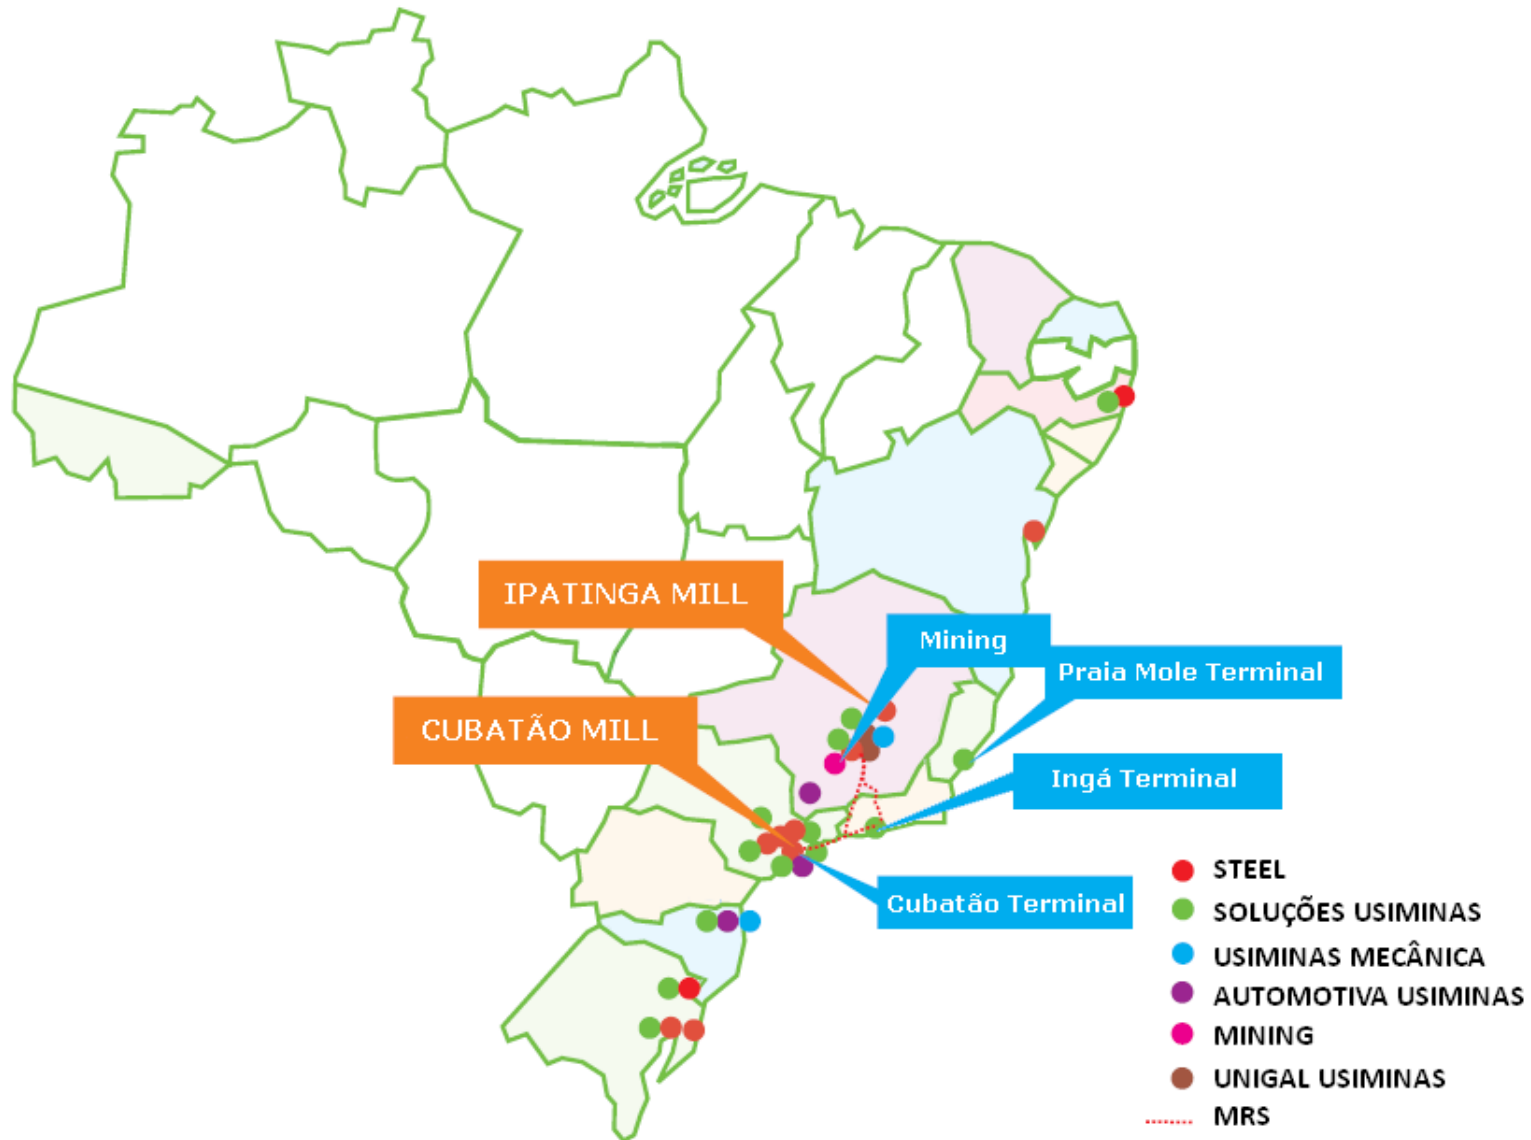 IPATINGA MILL
Mining
Praia Mole Terminal
CUBATÃO MILL
Ingá Terminal
Cubatão Terminal
STEEL
SOLUÇÕES USIMINAS
USIMINAS MECÂNICA
AUTOMOTIVA USIMINAS
MINING
UNIGAL USIMINAS
MRS